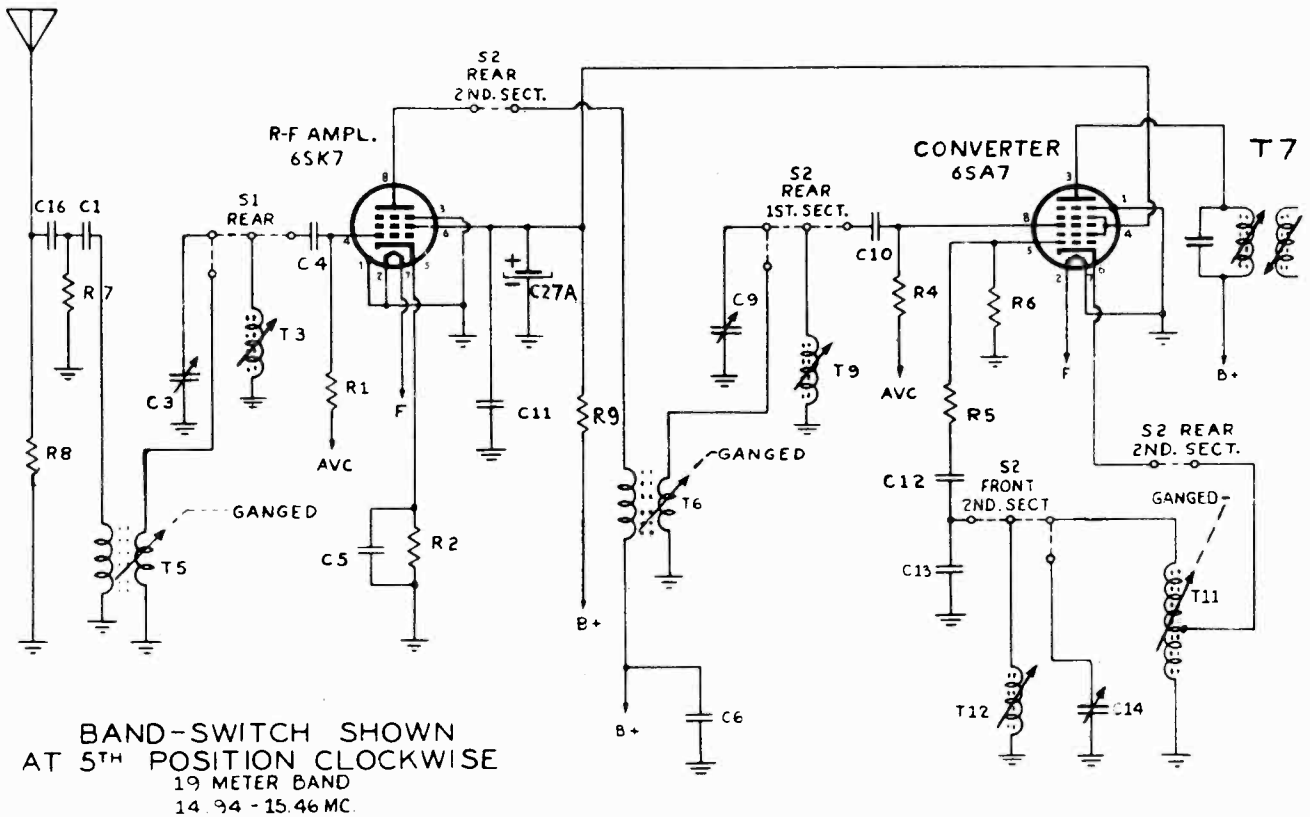 S2
REAR
2ND. SECT.
R-F AMPL.
6SK7
CONVERTER
6SA7
T7
S2
REAR
1ST. SECT.
S1
REAR
C16 C1
R17
C4
8
3
4
6
1
2
7
5
C27A
+
−
C10
3
1
8
4
5
2
7
6
C9
R4
R6
T3
C3
R1
F
AVC
C11
R9
T9
AVC
R5
F
B+
R8
GANGED
T5
C5
R2
GANGED
T6
C12
S2
FRONT
2ND. SECT
S2 REAR
2ND. SECT.
GANGED
C13
T11
B+
B+
C6
T12
C14
BAND-SWITCH SHOWN
AT 5TH POSITION CLOCKWISE
19 METER BAND
14.94 - 15.46 MC.